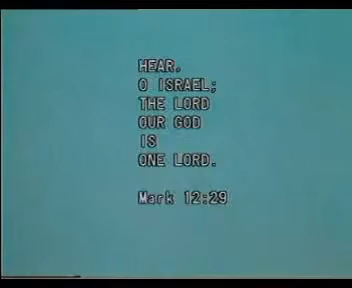 HEAR,
O ISRAEL;
THE LORD
OUR GOD
IS
ONE LORD.
Mark 12:29